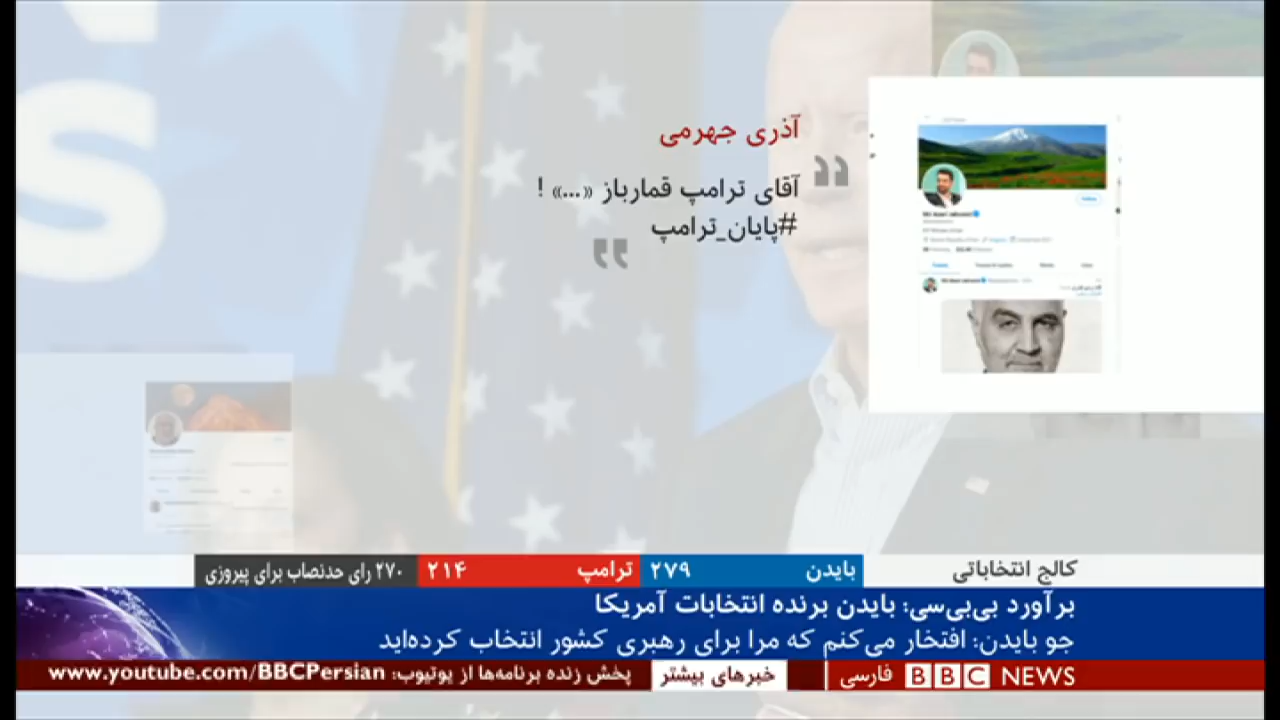 آذری جهرمی
آقای ترامپ قمارباز «...» !
#پایان_ترامپ
کالج انتخاباتی
بایدن ۲۷۹
ترامپ ۲۱۴
۲۷۰ رای حدنصاب برای پیروزی
برآورد بی‌بی‌سی: بایدن برنده انتخابات آمریکا
جو بایدن: افتخار می‌کنم که مرا برای رهبری کشور انتخاب کرده‌اید
BBC NEWS فارسی
خبرهای بیشتر
پخش زنده برنامه‌ها از یوتیوب: www.youtube.com/BBCPersian